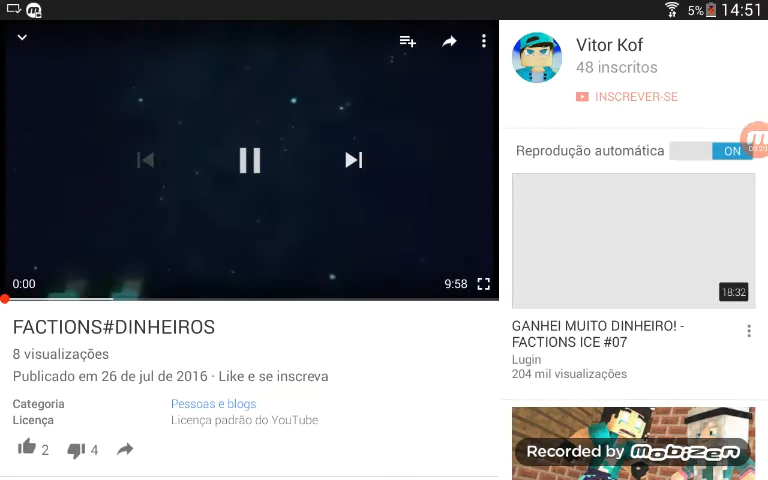 5% 14:51
0:00
9:58
FACTIONS#DINHEIROS
8 visualizações
Publicado em 26 de jul de 2016 · Like e se inscreva
Categoria Pessoas e blogs
Licença Licença padrão do YouTube
2 4
Vitor Kof
48 inscritos
INSCREVER-SE
Reprodução automática ON
18:32
GANHEI MUITO DINHEIRO! -
FACTIONS ICE #07
Lugin
204 mil visualizações
Recorded by mobizen